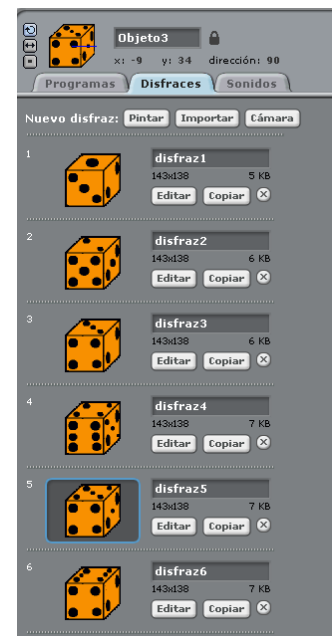 Objeto3
x: -9 y: 34 dirección: 90
Programas Disfraces Sonidos
Nuevo disfraz: Pintar Importar Cámara
1 disfraz1
143x138 5 KB
Editar Copiar
2 disfraz2
143x138 6 KB
Editar Copiar
3 disfraz3
143x138 6 KB
Editar Copiar
4 disfraz4
143x138 7 KB
Editar Copiar
5 disfraz5
143x138 7 KB
Editar Copiar
6 disfraz6
143x138 7 KB
Editar Copiar